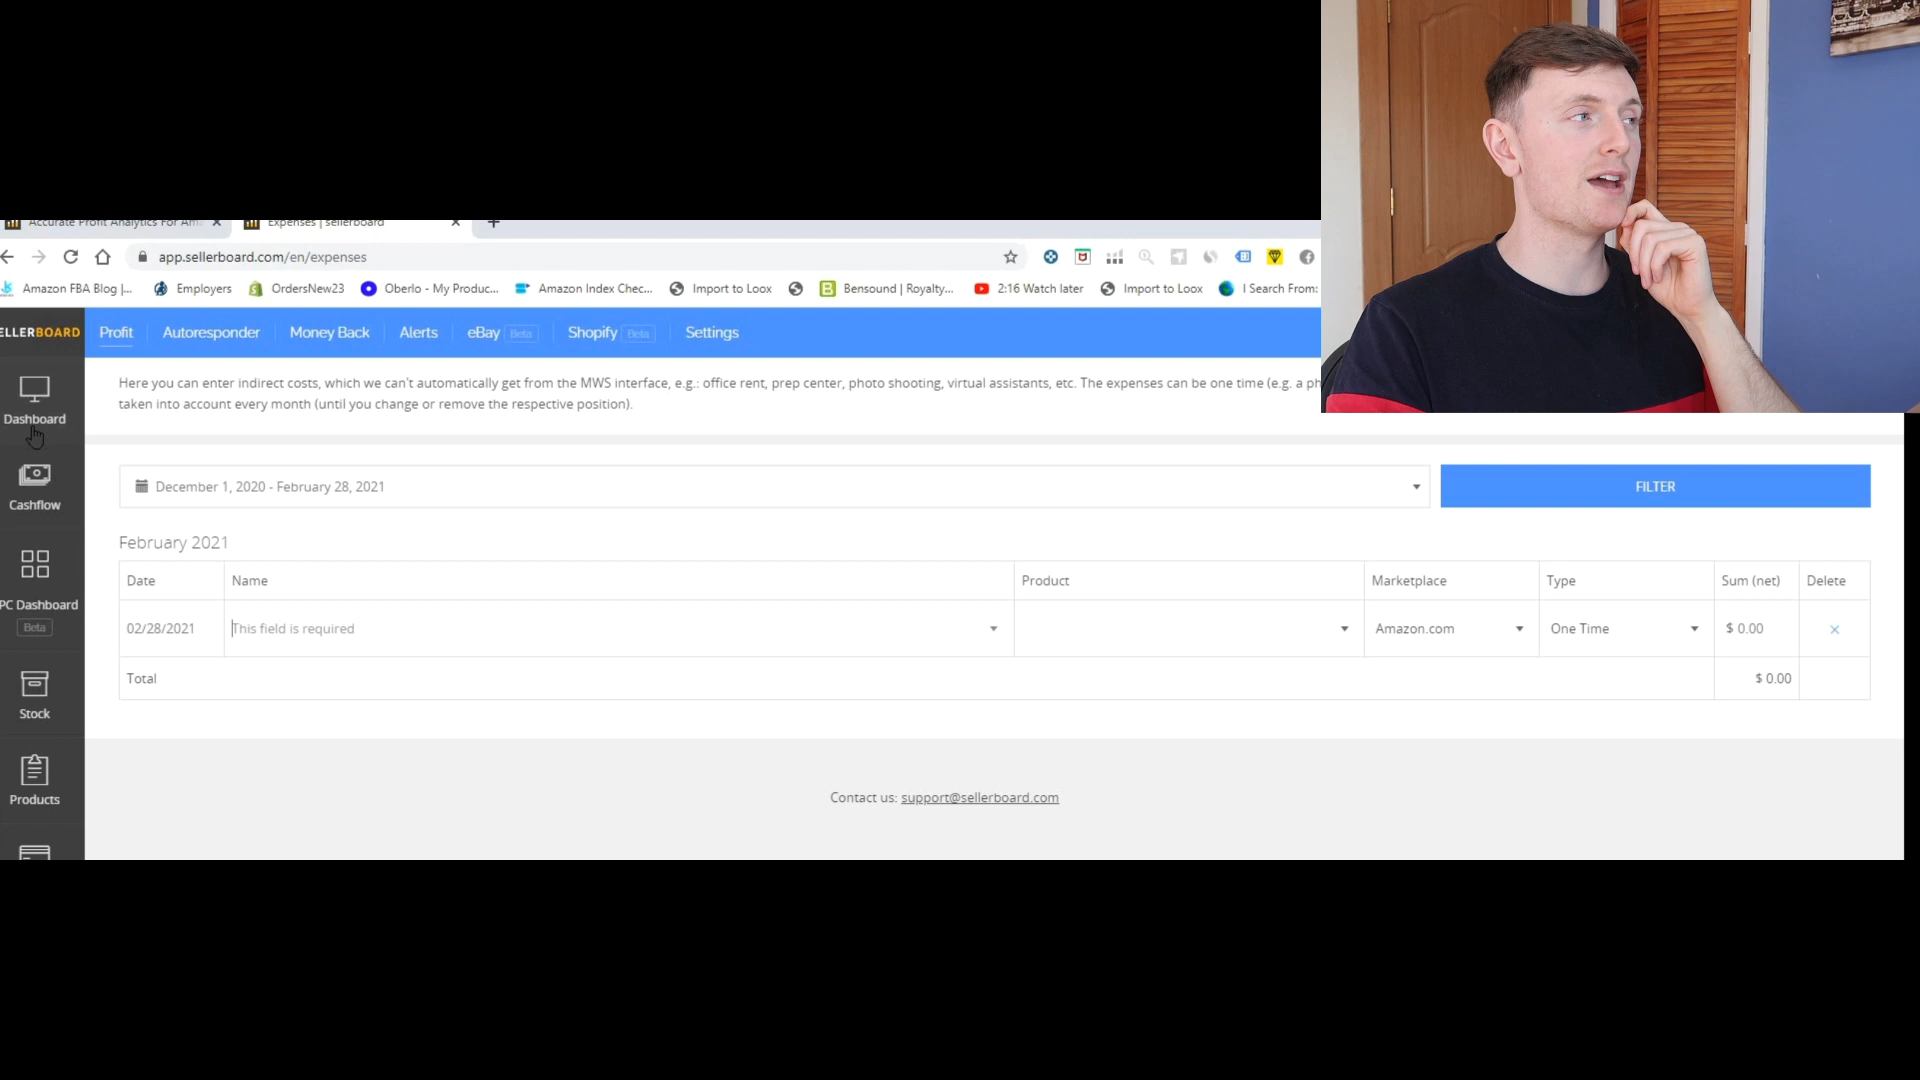 Accurate Profit Analytics For Am
Expenses | sellerboard
app.sellerboard.com/en/expenses
Amazon FBA Blog |...
Employers
OrdersNew23
Oberlo - My Produc...
Amazon Index Chec...
Import to Loox
Bensound | Royalty...
2:16 Watch later
Import to Loox
I Search From:
ELLERBOARD
Profit
Autoresponder
Money Back
Alerts
eBay Beta
Shopify Beta
Settings
Here you can enter indirect costs, which we can't automatically get from the MWS interface, e.g.: office rent, prep center, photo shooting, virtual assistants, etc. The expenses can be one time (e.g. a ph
taken into account every month (until you change or remove the respective position).
Dashboard
Cashflow
PC Dashboard
Beta
Stock
Products
December 1, 2020 - February 28, 2021
FILTER
February 2021
Date Name Product Marketplace Type Sum (net) Delete
02/28/2021 This field is required Amazon.com One Time $ 0.00 ×
Total $ 0.00
Contact us: support@sellerboard.com